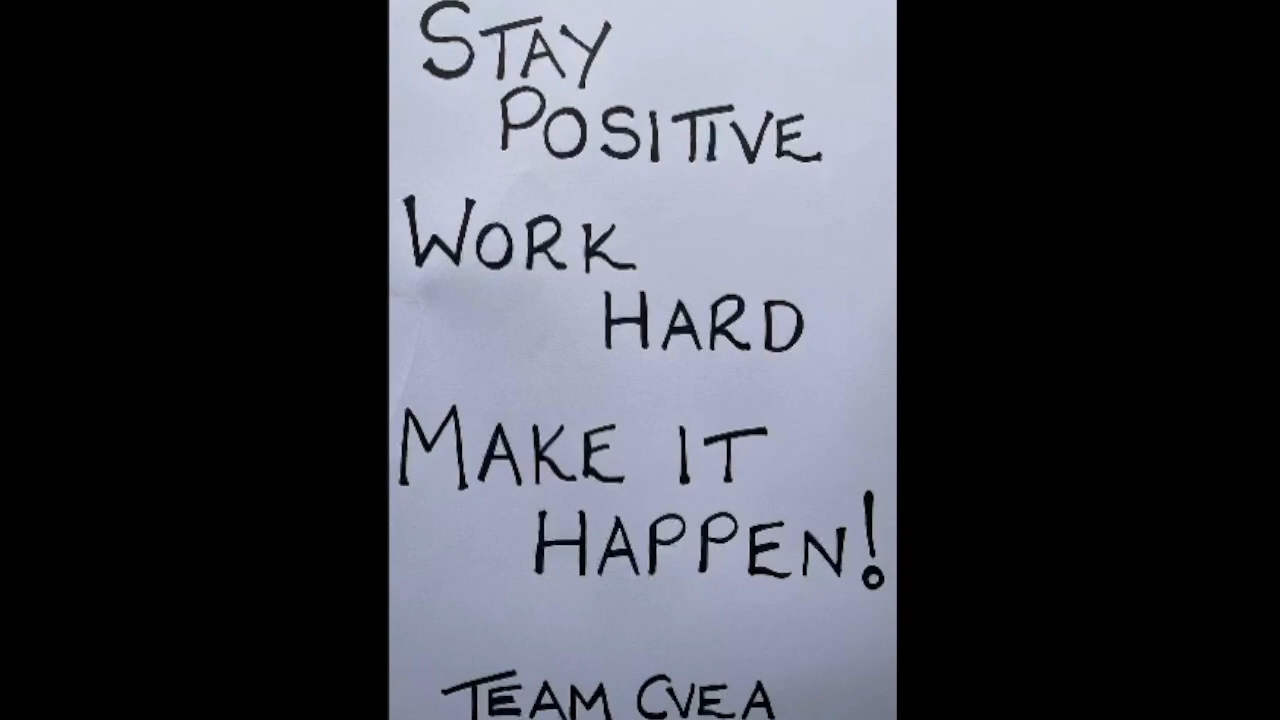 STAY
POSITIVE
WORK
HARD
MAKE IT
HAPPEN!
TEAM CVEA